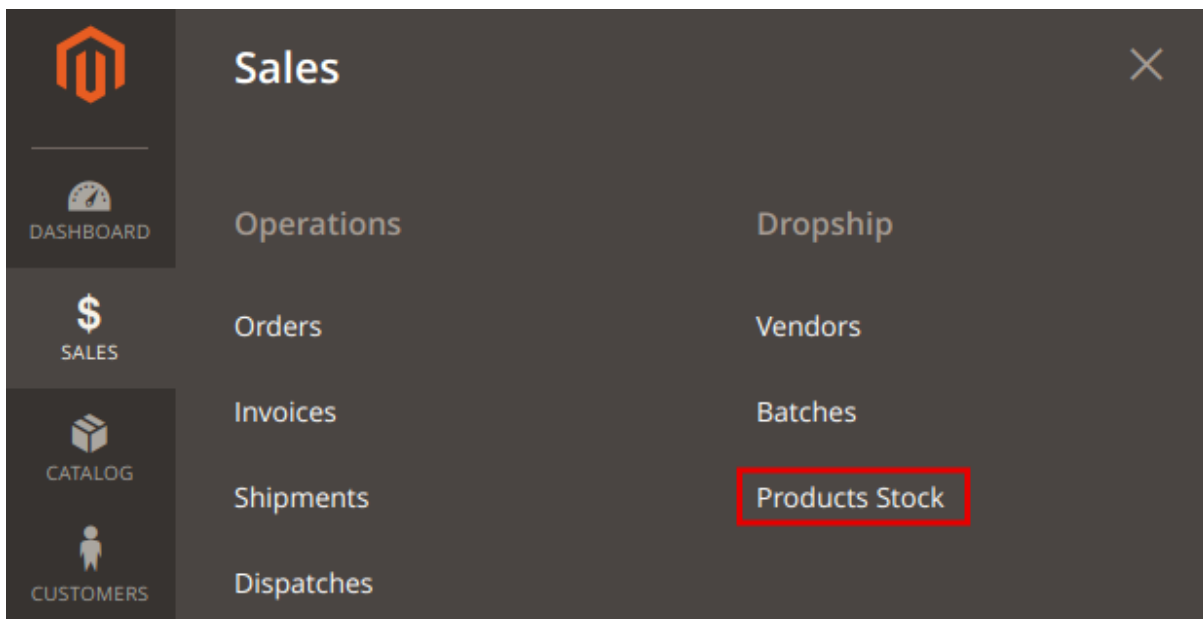 Sales
DASHBOARD
$
SALES
CATALOG
CUSTOMERS
Operations
Orders
Invoices
Shipments
Dispatches
Dropship
Vendors
Batches
Products Stock